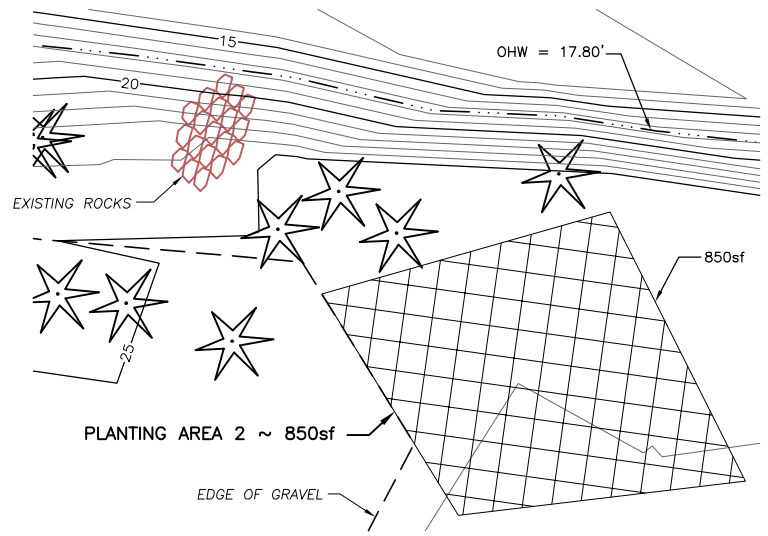 15
OHW = 17.80'
20
EXISTING ROCKS
850sf
25
PLANTING AREA 2 ~ 850sf
EDGE OF GRAVEL